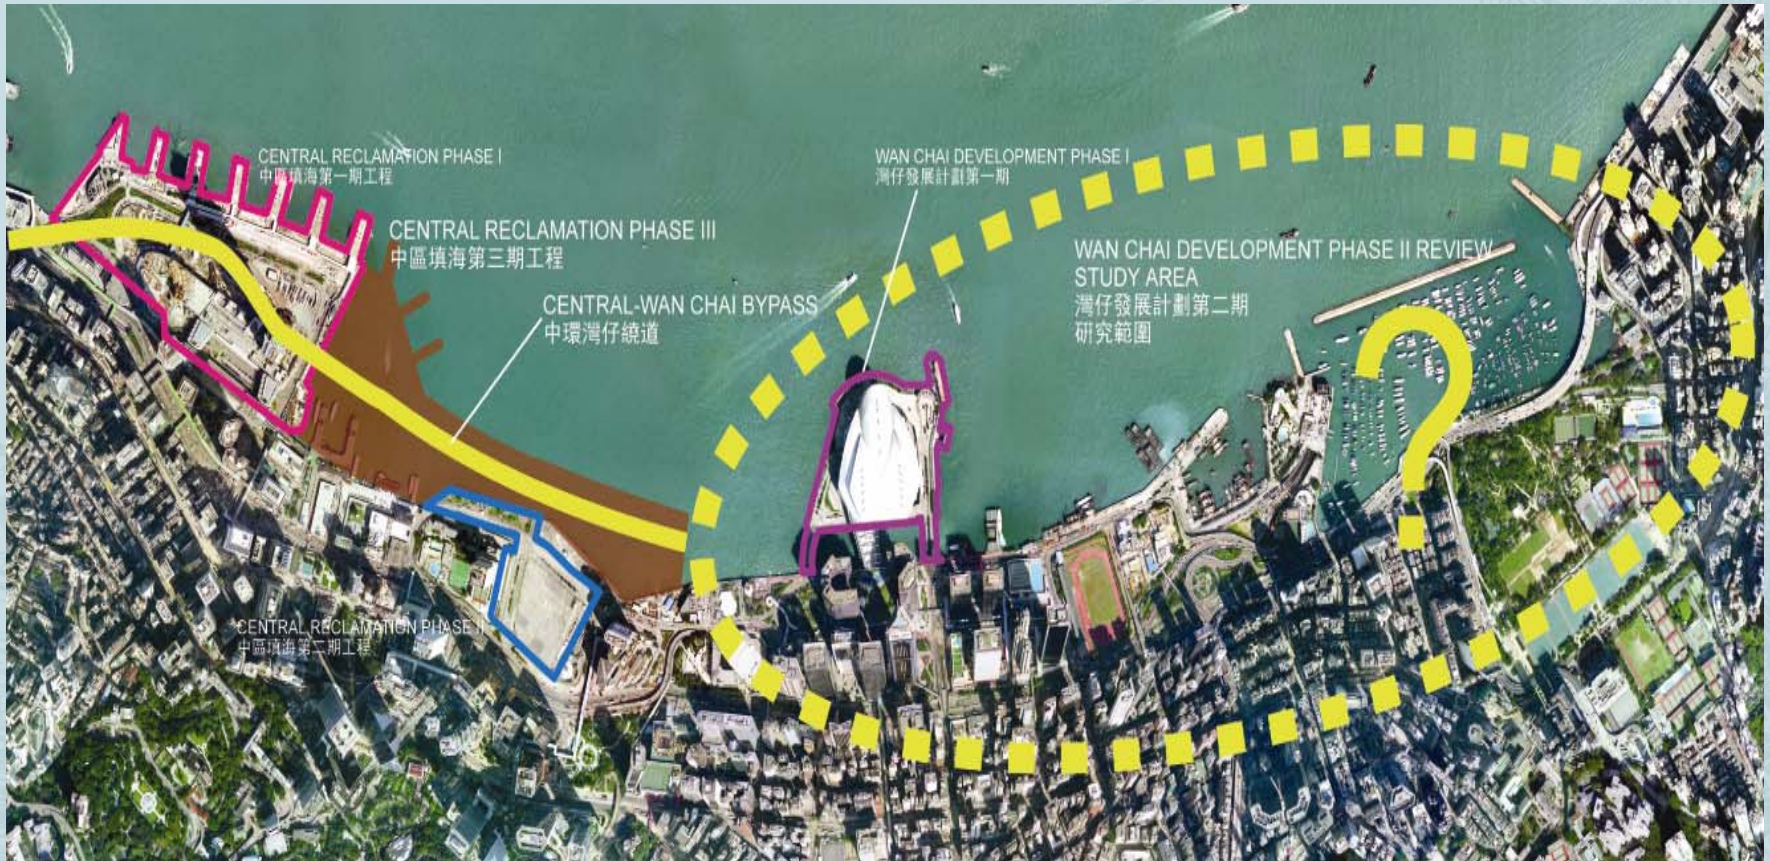 CENTRAL RECLAMATION PHASE I
中區填海第一期工程
WAN CHAI DEVELOPMENT PHASE I
灣仔發展計劃第一期
CENTRAL RECLAMATION PHASE III
中區填海第三期工程
WAN CHAI DEVELOPMENT PHASE II REVIEW
STUDY AREA
灣仔發展計劃第二期
研究範圍
CENTRAL-WAN CHAI BYPASS
中環灣仔繞道
CENTRAL RECLAMATION PHASE II
中區填海第二期工程
?